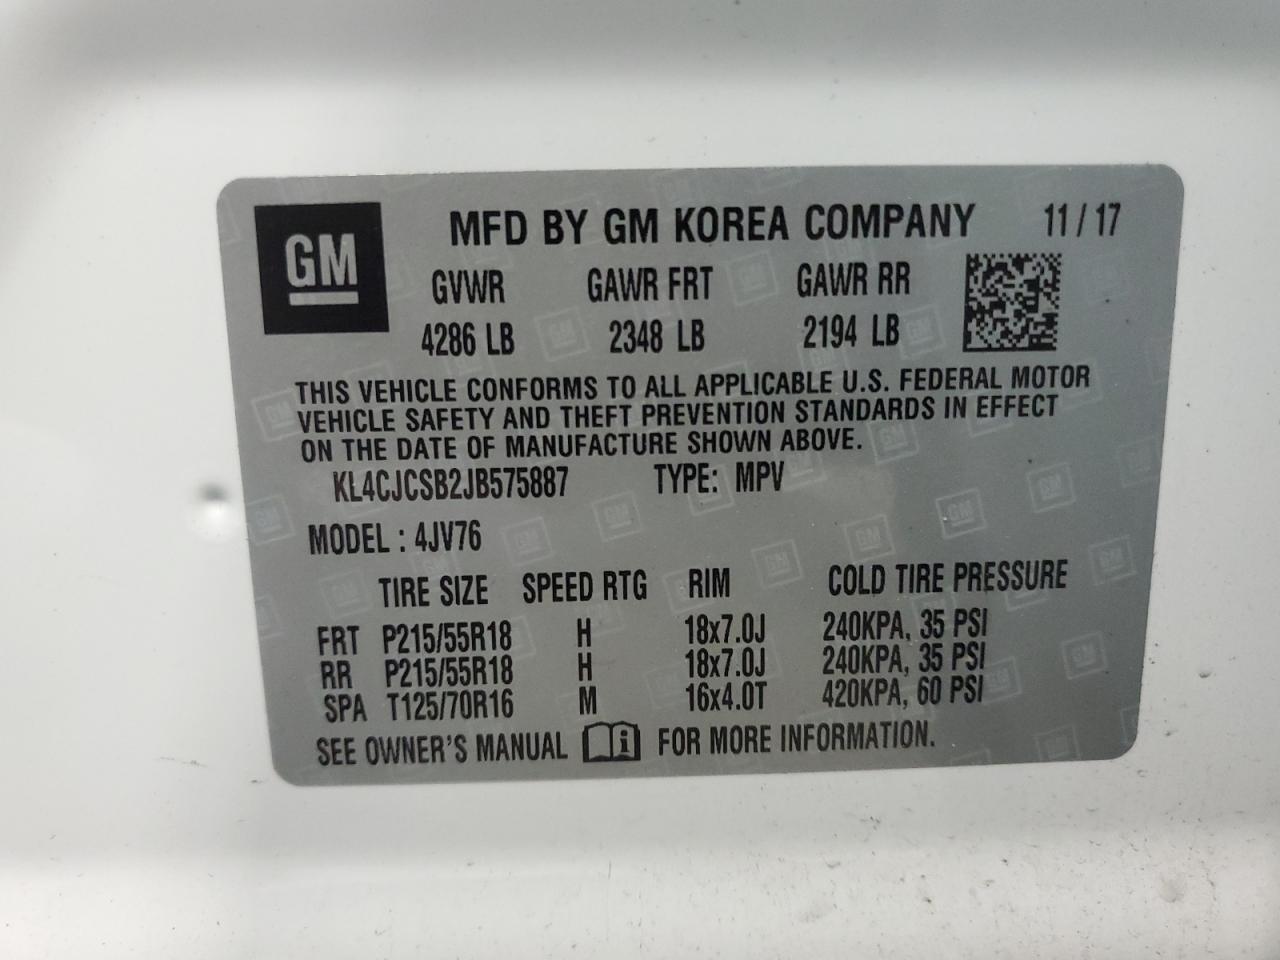 GM
MFD BY GM KOREA COMPANY 11/17
GVWR GAWR FRT GAWR RR
4286 LB 2348 LB 2194 LB
THIS VEHICLE CONFORMS TO ALL APPLICABLE U.S. FEDERAL MOTOR
VEHICLE SAFETY AND THEFT PREVENTION STANDARDS IN EFFECT
ON THE DATE OF MANUFACTURE SHOWN ABOVE.
KL4CJCSB2JB575887 TYPE: MPV
MODEL : 4JV76
TIRE SIZE SPEED RTG RIM COLD TIRE PRESSURE
FRT P215/55R18 H 18x7.0J 240KPA, 35 PSI
RR P215/55R18 H 18x7.0J 240KPA, 35 PSI
SPA T125/70R16 M 16x4.0T 420KPA, 60 PSI
SEE OWNER'S MANUAL i FOR MORE INFORMATION.